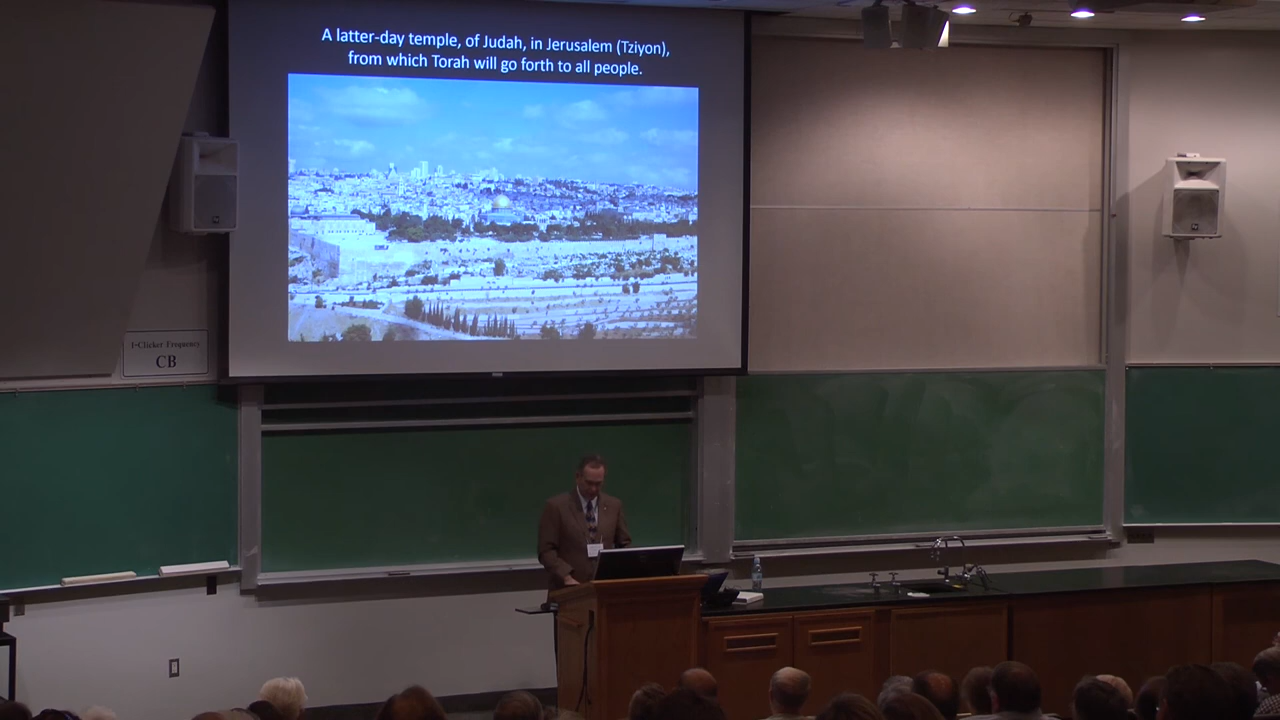 A latter-day temple, of Judah, in Jerusalem (Tziyon),
from which Torah will go forth to all people.
i-Clicker Frequency
CB